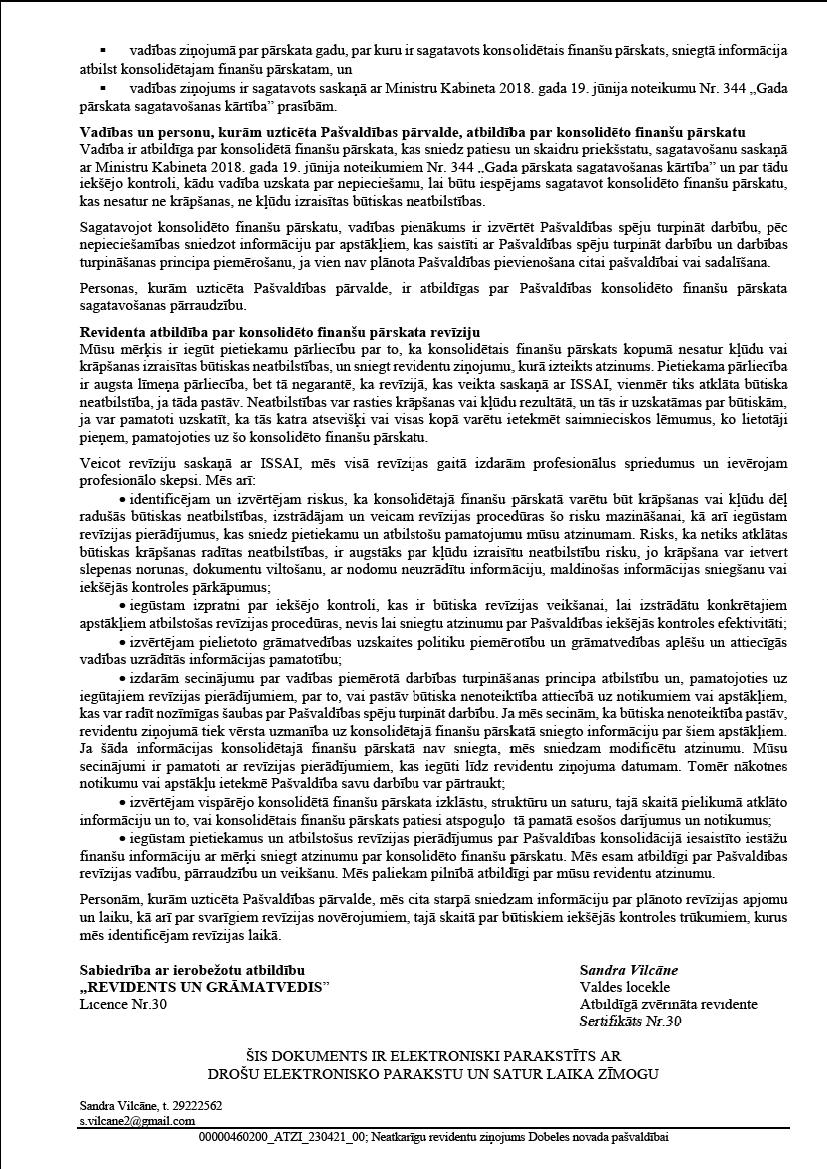 ▪ vadības ziņojumā par pārskata gadu, par kuru ir sagatavots konsolidētais finanšu pārskats, sniegtā informācija
atbilst konsolidētajam finanšu pārskatam, un
▪ vadības ziņojums ir sagatavots saskaņā ar Ministru Kabineta 2018. gada 19. jūnija noteikumu Nr. 344 „Gada
pārskata sagatavošanas kārtība” prasībām.
Vadības un personu, kurām uzticēta Pašvaldības pārvalde, atbildība par konsolidēto finanšu pārskatu
Vadība ir atbildīga par konsolidētā finanšu pārskata, kas sniedz patiesu un skaidru priekšstatu, sagatavošanu saskaņā
ar Ministru Kabineta 2018. gada 19. jūnija noteikumiem Nr. 344 „Gada pārskata sagatavošanas kārtība” un par tādu
iekšējo kontroli, kādu vadība uzskata par nepieciešamu, lai būtu iespējams sagatavot konsolidēto finanšu pārskatu,
kas nesatur ne krāpšanas, ne kļūdu izraisītas būtiskas neatbilstības.
Sagatavojot konsolidēto finanšu pārskatu, vadības pienākums ir izvērtēt Pašvaldības spēju turpināt darbību, pēc
nepieciešamības sniedzot informāciju par apstākļiem, kas saistīti ar Pašvaldības spēju turpināt darbību un darbības
turpināšanas principa piemērošanu, ja vien nav plānota Pašvaldības pievienošana citai pašvaldībai vai sadalīšana.
Personas, kurām uzticēta Pašvaldības pārvalde, ir atbildīgas par Pašvaldības konsolidēto finanšu pārskata
sagatavošanas pārraudzību.
Revidenta atbildība par konsolidēto finanšu pārskata revīziju
Mūsu mērķis ir iegūt pietiekamu pārliecību par to, ka konsolidētais finanšu pārskats kopumā nesatur kļūdu vai
krāpšanas izraisītas būtiskas neatbilstības, un sniegt revidentu ziņojumu, kurā izteikts atzinums. Pietiekama pārliecība
ir augsta līmeņa pārliecība, bet tā negarantē, ka revīzijā, kas veikta saskaņā ar ISSAI, vienmēr tiks atklāta būtiska
neatbilstība, ja tāda pastāv. Neatbilstības var rasties krāpšanas vai kļūdu rezultātā, un tās ir uzskatāmas par būtiskām,
ja var pamatoti uzskatīt, ka tās katra atsevišķi vai visas kopā varētu ietekmēt saimnieciskos lēmumus, ko lietotāji
pieņem, pamatojoties uz šo konsolidēto finanšu pārskatu.
Veicot revīziju saskaņā ar ISSAI, mēs visā revīzijas gaitā izdarām profesionālus spriedumus un ievērojam
profesionālo skepsi. Mēs arī:
• identificējam un izvērtējam riskus, ka konsolidētajā finanšu pārskatā varētu būt krāpšanas vai kļūdu dēļ
radušās būtiskas neatbilstības, izstrādājam un veicam revīzijas procedūras šo risku mazināšanai, kā arī iegūstam
revīzijas pierādījumus, kas sniedz pietiekamu un atbilstošu pamatojumu mūsu atzinumam. Risks, ka netiks atklātas
būtiskas krāpšanas radītas neatbilstības, ir augstāks par kļūdu izraisītu neatbilstību risku, jo krāpšana var ietvert
slepenas norunas, dokumentu viltošanu, ar nodomu neuzrādītu informāciju, maldinošas informācijas sniegšanu vai
iekšējās kontroles pārkāpumus;
• iegūstam izpratni par iekšējo kontroli, kas ir būtiska revīzijas veikšanai, lai izstrādātu konkrētajiem
apstākļiem atbilstošas revīzijas procedūras, nevis lai sniegtu atzinumu par Pašvaldības iekšējās kontroles efektivitāti;
• izvērtējam pielietoto grāmatvedības uzskaites politiku piemērotību un grāmatvedības aplēšu un attiecīgās
vadības uzrādītās informācijas pamatotību;
• izdarām secinājumu par vadības piemērotā darbības turpināšanas principa atbilstību un, pamatojoties uz
iegūtajiem revīzijas pierādījumiem, par to, vai pastāv būtiska nenoteiktība attiecībā uz notikumiem vai apstākļiem,
kas var radīt nozīmīgas šaubas par Pašvaldības spēju turpināt darbību. Ja mēs secinām, ka būtiska nenoteiktība pastāv,
revidentu ziņojumā tiek vērsta uzmanība uz konsolidētajā finanšu pārskatā sniegto informāciju par šiem apstākļiem.
Ja šāda informācijas konsolidētajā finanšu pārskatā nav sniegta, mēs sniedzam modificētu atzinumu. Mūsu
secinājumi ir pamatoti ar revīzijas pierādījumiem, kas iegūti līdz revidentu ziņojuma datumam. Tomēr nākotnes
notikumu vai apstākļu ietekmē Pašvaldība savu darbību var pārtraukt;
• izvērtējam vispārējo konsolidētā finanšu pārskata izklāstu, struktūru un saturu, tajā skaitā pielikumā atklāto
informāciju un to, vai konsolidētais finanšu pārskats patiesi atspoguļo tā pamatā esošos darījumus un notikumus;
• iegūstam pietiekamus un atbilstošus revīzijas pierādījumus par Pašvaldības konsolidācijā iesaistīto iestāžu
finanšu informāciju ar mērķi sniegt atzinumu par konsolidēto finanšu pārskatu. Mēs esam atbildīgi par Pašvaldības
revīzijas vadību, pārraudzību un veikšanu. Mēs paliekam pilnībā atbildīgi par mūsu revidentu atzinumu.
Personām, kurām uzticēta Pašvaldības pārvalde, mēs cita starpā sniedzam informāciju par plānoto revīzijas apjomu
un laiku, kā arī par svarīgiem revīzijas novērojumiem, tajā skaitā par būtiskiem iekšējās kontroles trūkumiem, kurus
mēs identificējam revīzijas laikā.
Sabiedrība ar ierobežotu atbildību
„REVIDENTS UN GRĀMATVEDIS”
Licence Nr.30
Sandra Vilcāne
Valdes locekle
Atbildīgā zvērināta revidente
Sertifikāts Nr.30
ŠIS DOKUMENTS IR ELEKTRONISKI PARAKSTĪTS AR
DROŠU ELEKTRONISKO PARAKSTU UN SATUR LAIKA ZĪMOGU
Sandra Vilcāne, t. 29222562
s.vilcane2@gmail.com
00000460200_ATZI_230421_00; Neatkarīgu revidentu ziņojums Dobeles novada pašvaldībai